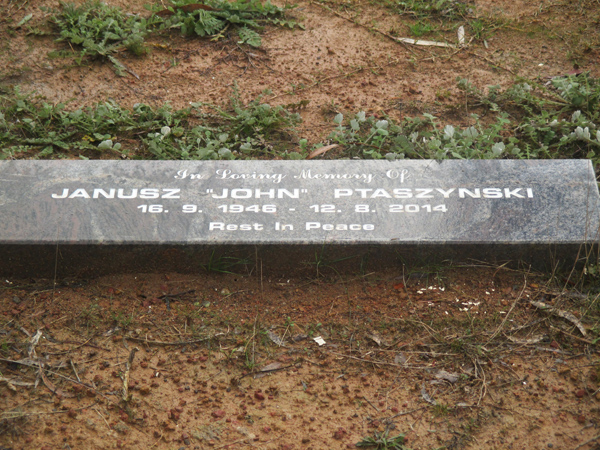 In Loving Memory Of
JANUSZ "JOHN" PTASZYNSKI
16. 9. 1946 - 12. 8. 2014
Rest In Peace